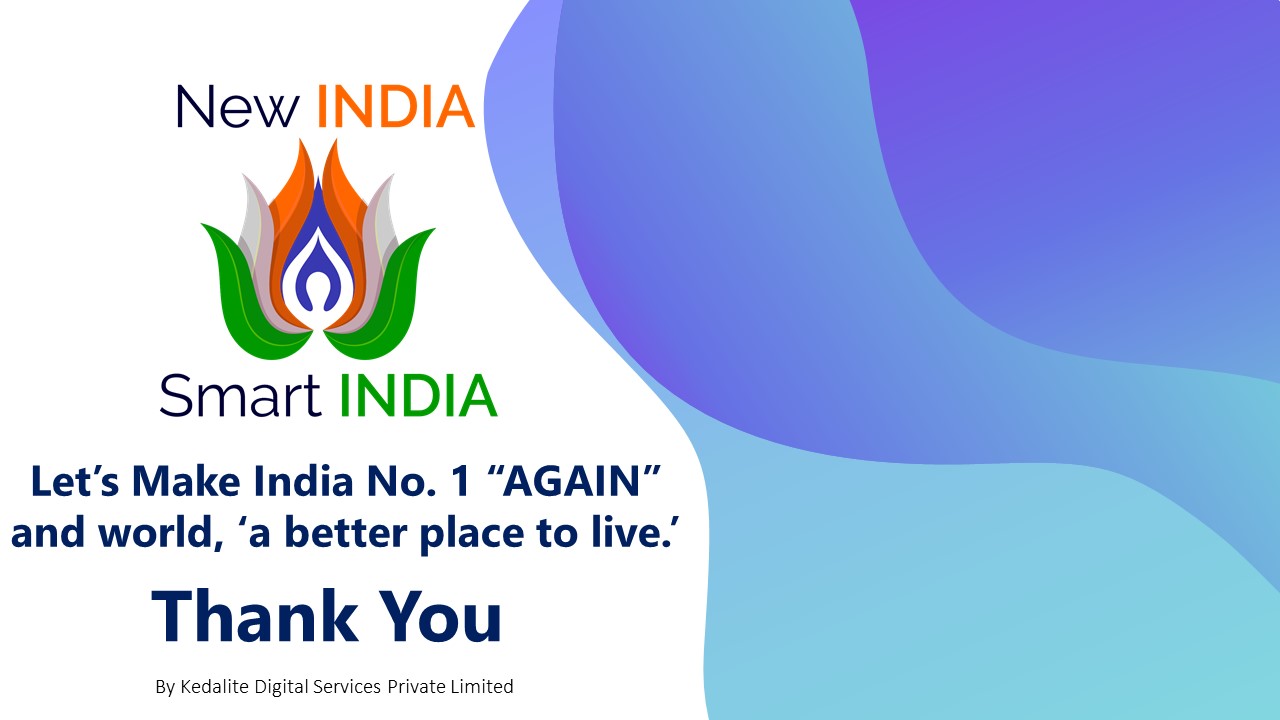 New INDIA
Smart INDIA
Let’s Make India No. 1 “AGAIN”
and world, ‘a better place to live.’
Thank You
By Kedalite Digital Services Private Limited